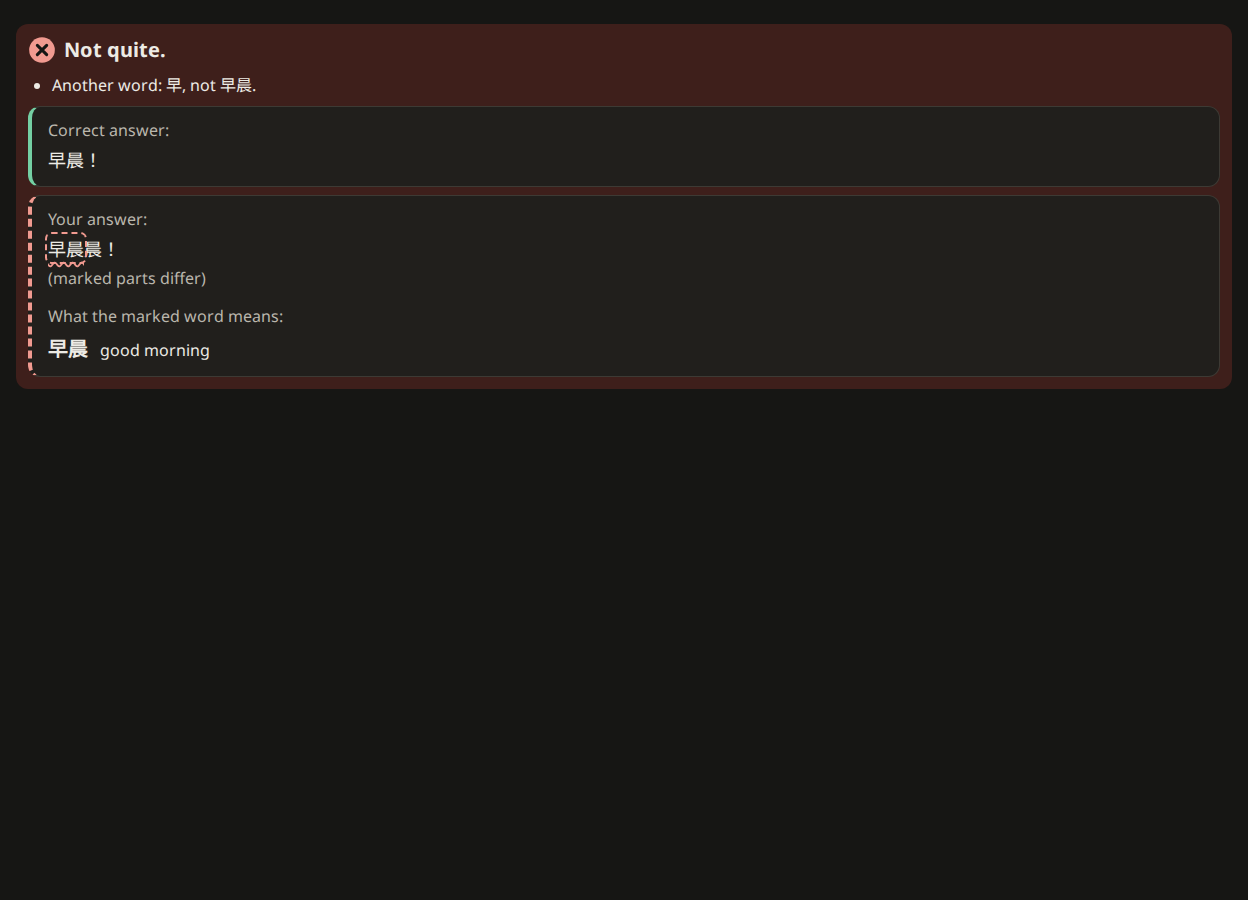 Not quite.
Another word: 早, not 早晨.
Correct answer:
早晨！
Your answer:
早晨晨！
(marked parts differ)
What the marked word means:
早晨 good morning